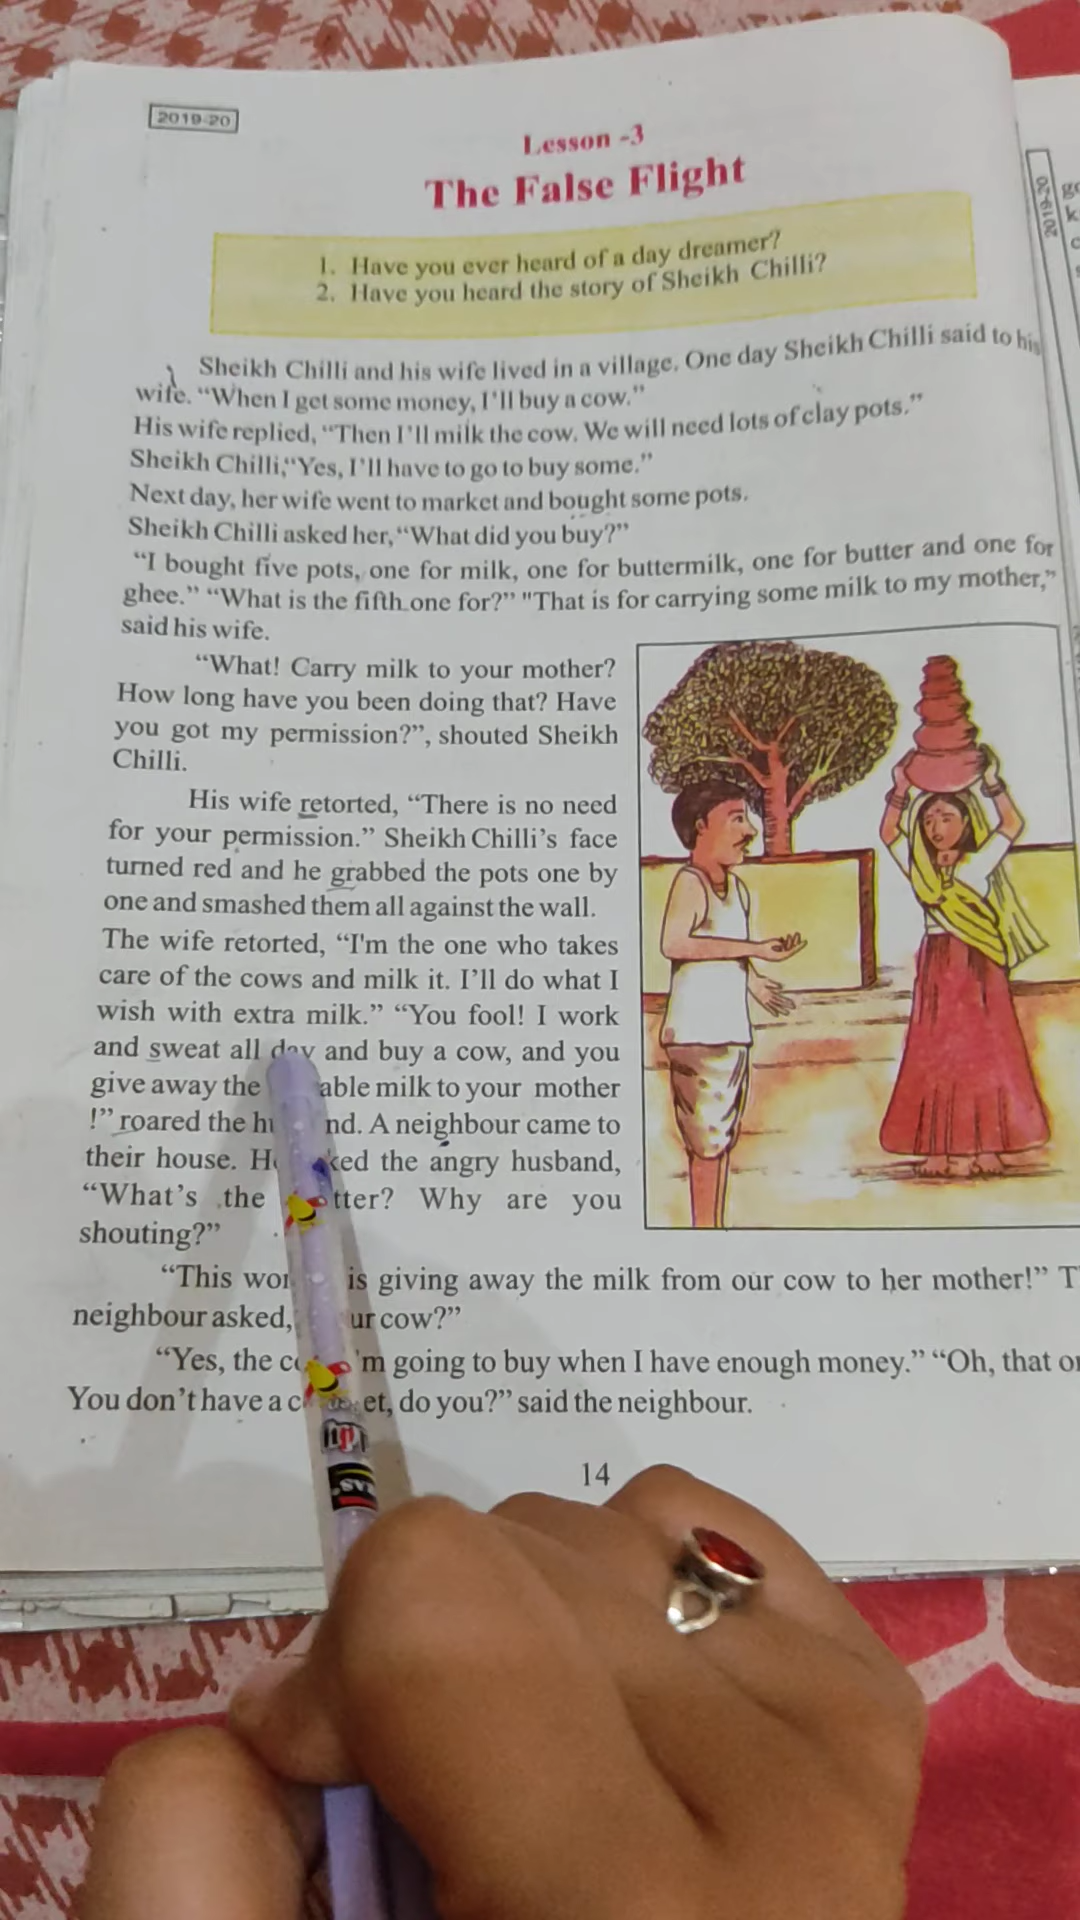 2019-20
Lesson -3
The False Flight
1. Have you ever heard of a day dreamer?
2. Have you heard the story of Sheikh Chilli?
Sheikh Chilli and his wife lived in a village. One day Sheikh Chilli said to his
wife. “When I get some money, I’ll buy a cow.”
His wife replied, “Then I’ll milk the cow. We will need lots of clay pots.”
Sheikh Chilli,“Yes, I’ll have to go to buy some.”
Next day, her wife went to market and bought some pots.
Sheikh Chilli asked her, “What did you buy?”
“I bought five pots, one for milk, one for buttermilk, one for butter and one for
ghee.” “What is the fifth one for?” "That is for carrying some milk to my mother,”
said his wife.
“What! Carry milk to your mother?
How long have you been doing that? Have
you got my permission?”, shouted Sheikh
Chilli.
His wife retorted, “There is no need
for your permission.” Sheikh Chilli’s face
turned red and he grabbed the pots one by
one and smashed them all against the wall.
The wife retorted, “I'm the one who takes
care of the cows and milk it. I’ll do what I
wish with extra milk.” “You fool! I work
and sweat all day and buy a cow, and you
give away the able milk to your mother
!” roared the nd. A neighbour came to
their house. ked the angry husband,
“What’s the tter? Why are you
shouting?”
“This is giving away the milk from our cow to her mother!”
neighbour asked, ur cow?”
“Yes, the 'm going to buy when I have enough money.” “Oh, that
You don’t have a et, do you?” said the neighbour.
14
2019-20